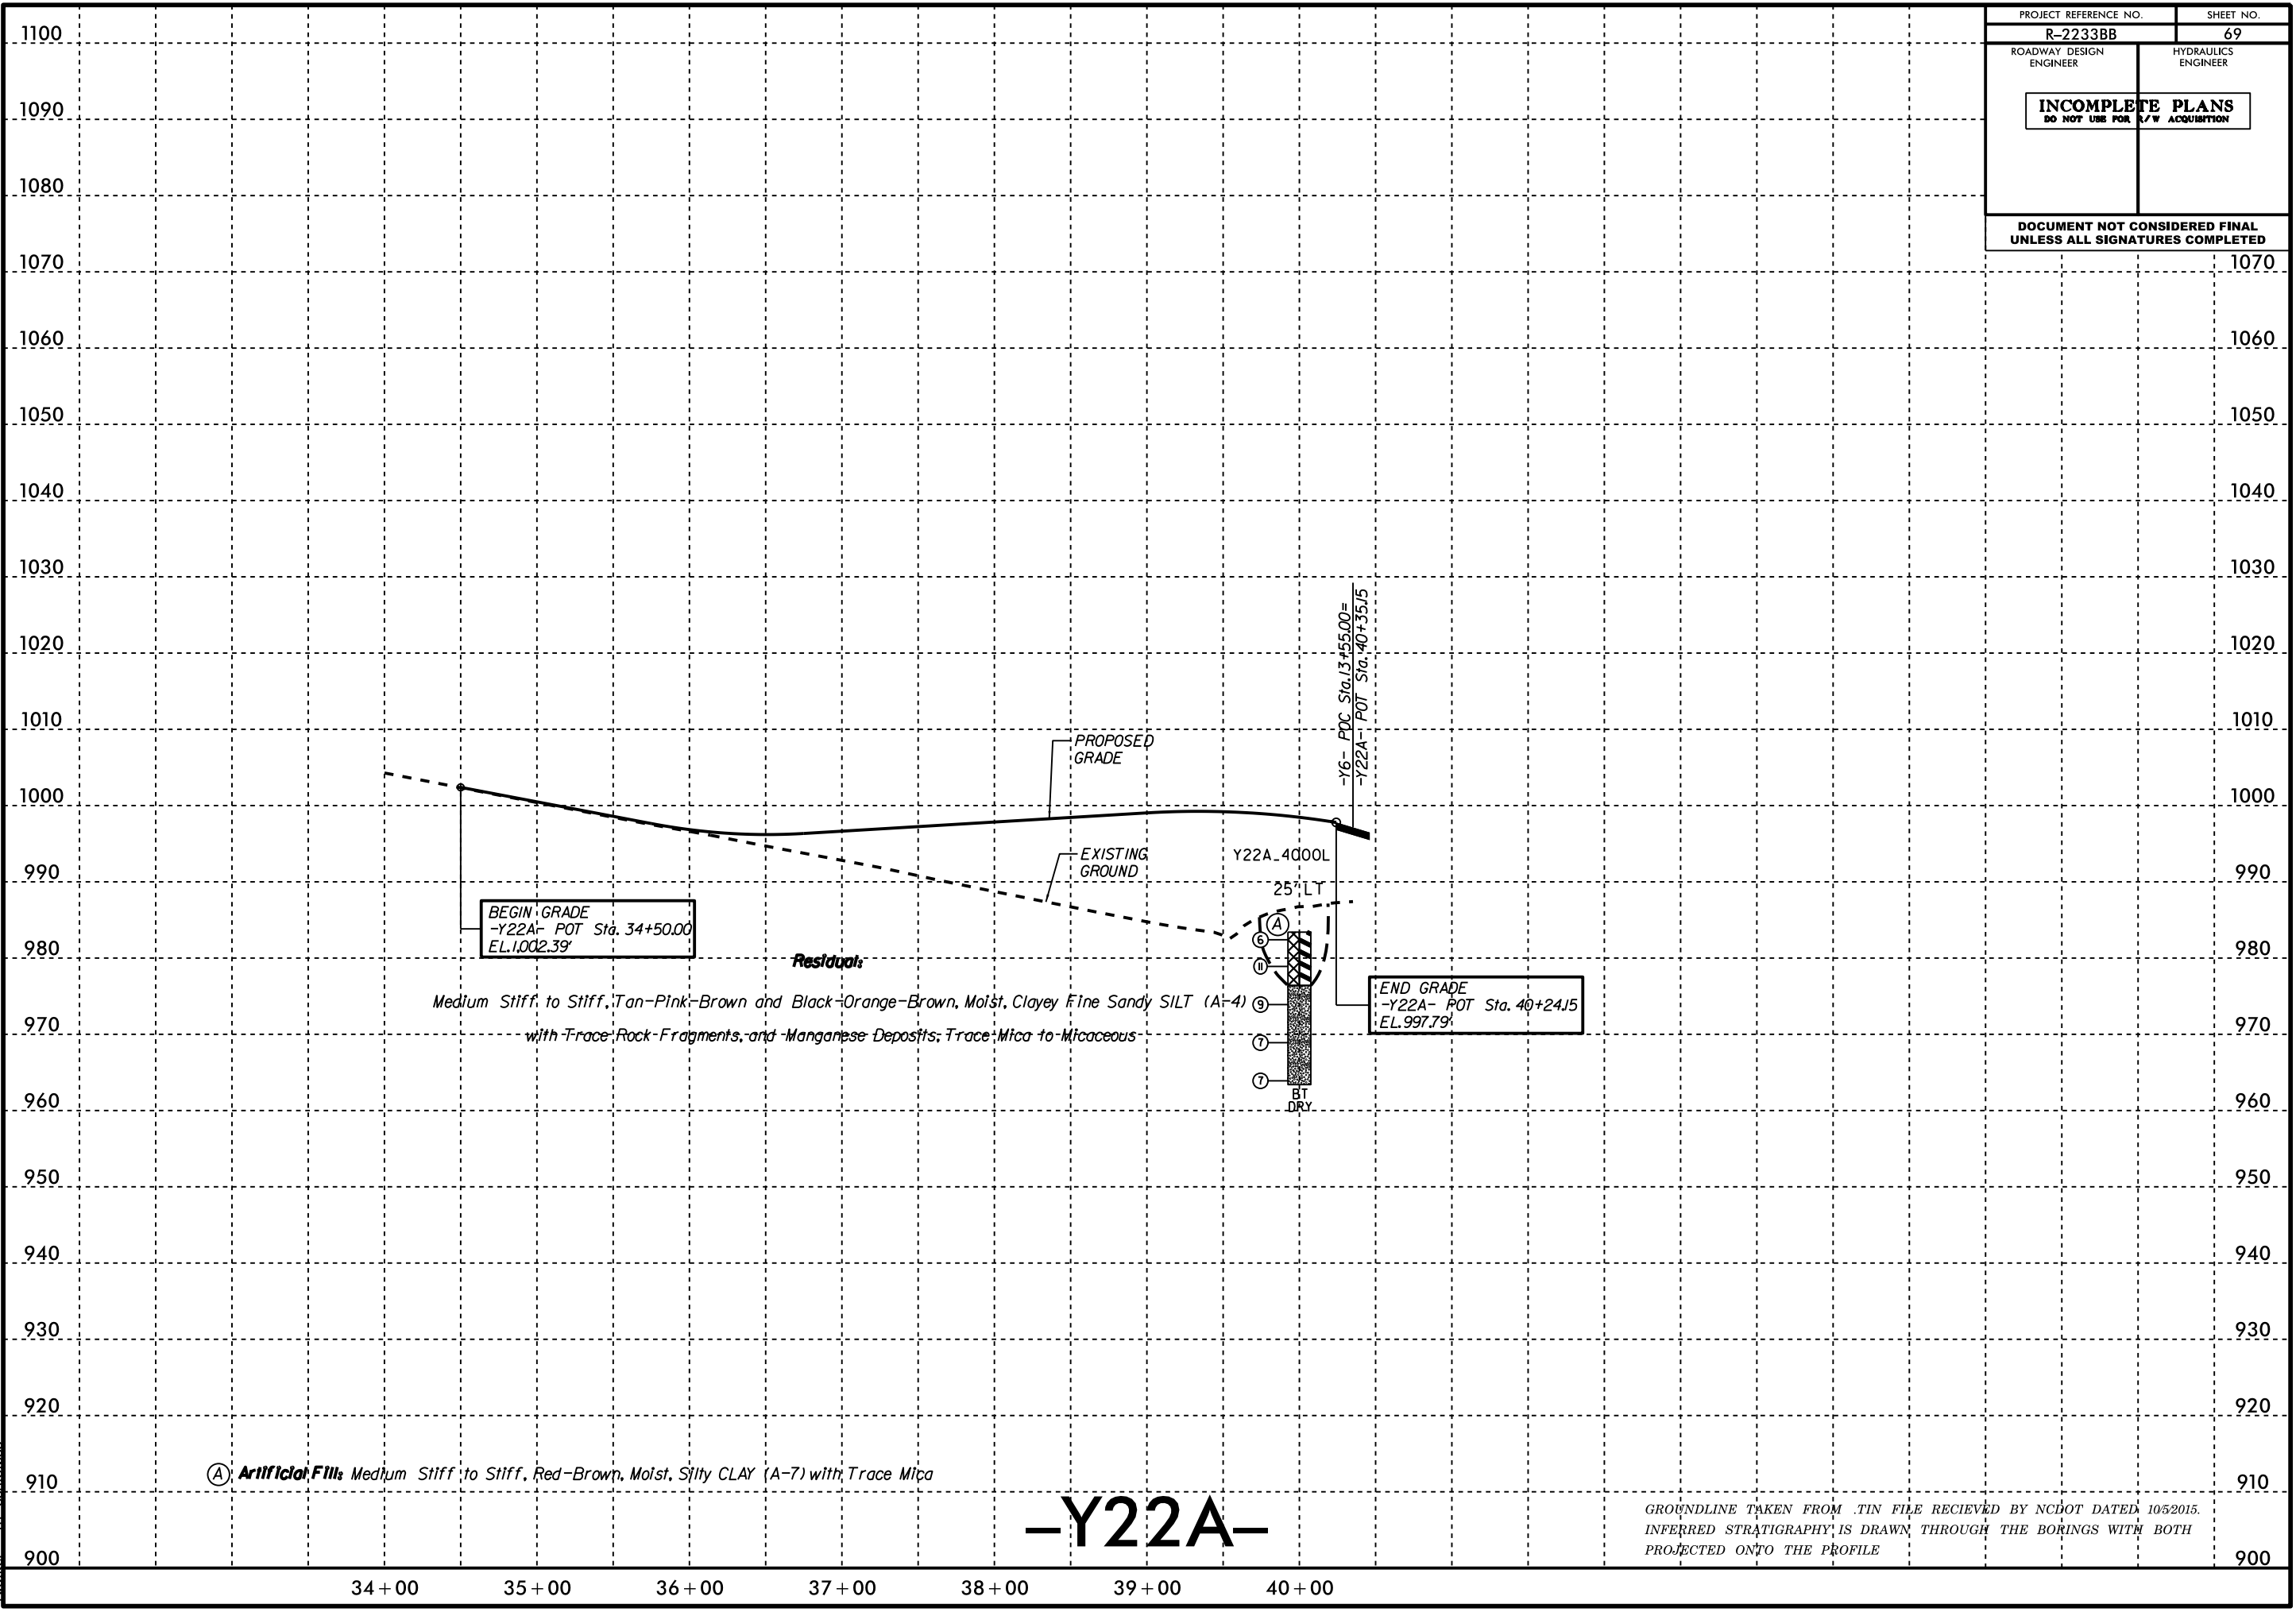 PROJECT REFERENCE NO.
SHEET NO.
R-2233BB
69
ROADWAY DESIGN
ENGINEER
HYDRAULICS
ENGINEER
INCOMPLETE PLANS
DO NOT USE FOR R/W ACQUISITION
DOCUMENT NOT CONSIDERED FINAL
UNLESS ALL SIGNATURES COMPLETED
1100
1090
1080
1070 1070
1060 1060
1050 1050
1040 1040
1030 1030
1020 1020
1010 1010
1000 1000
990 990
980 980
970 970
960 960
950 950
940 940
930 930
920 920
910 910
900 900
-Y6- POC Sta. 13+55.00=
-Y22A- POT Sta. 40+35.15
PROPOSED
GRADE
EXISTING
GROUND
Y22A_4000L
25' LT
BEGIN GRADE
-Y22A- POT Sta. 34+50.00
EL. 1,002.39'
A
6
11
9
7
7
BT
DRY
Residual:
Medium Stiff to Stiff, Tan-Pink-Brown and Black-Orange-Brown, Moist, Clayey Fine Sandy SILT (A-4)
with Trace Rock Fragments, and Manganese Deposits, Trace Mica to Micaceous
END GRADE
-Y22A- POT Sta. 40+24.15
EL. 997.79'
A Artificial Fill: Medium Stiff to Stiff, Red-Brown, Moist, Silty CLAY (A-7) with Trace Mica
-Y22A-
GROUNDLINE TAKEN FROM .TIN FILE RECIEVED BY NCDOT DATED 10/5/2015.
INFERRED STRATIGRAPHY IS DRAWN THROUGH THE BORINGS WITH BOTH
PROJECTED ONTO THE PROFILE
34+00 35+00 36+00 37+00 38+00 39+00 40+00